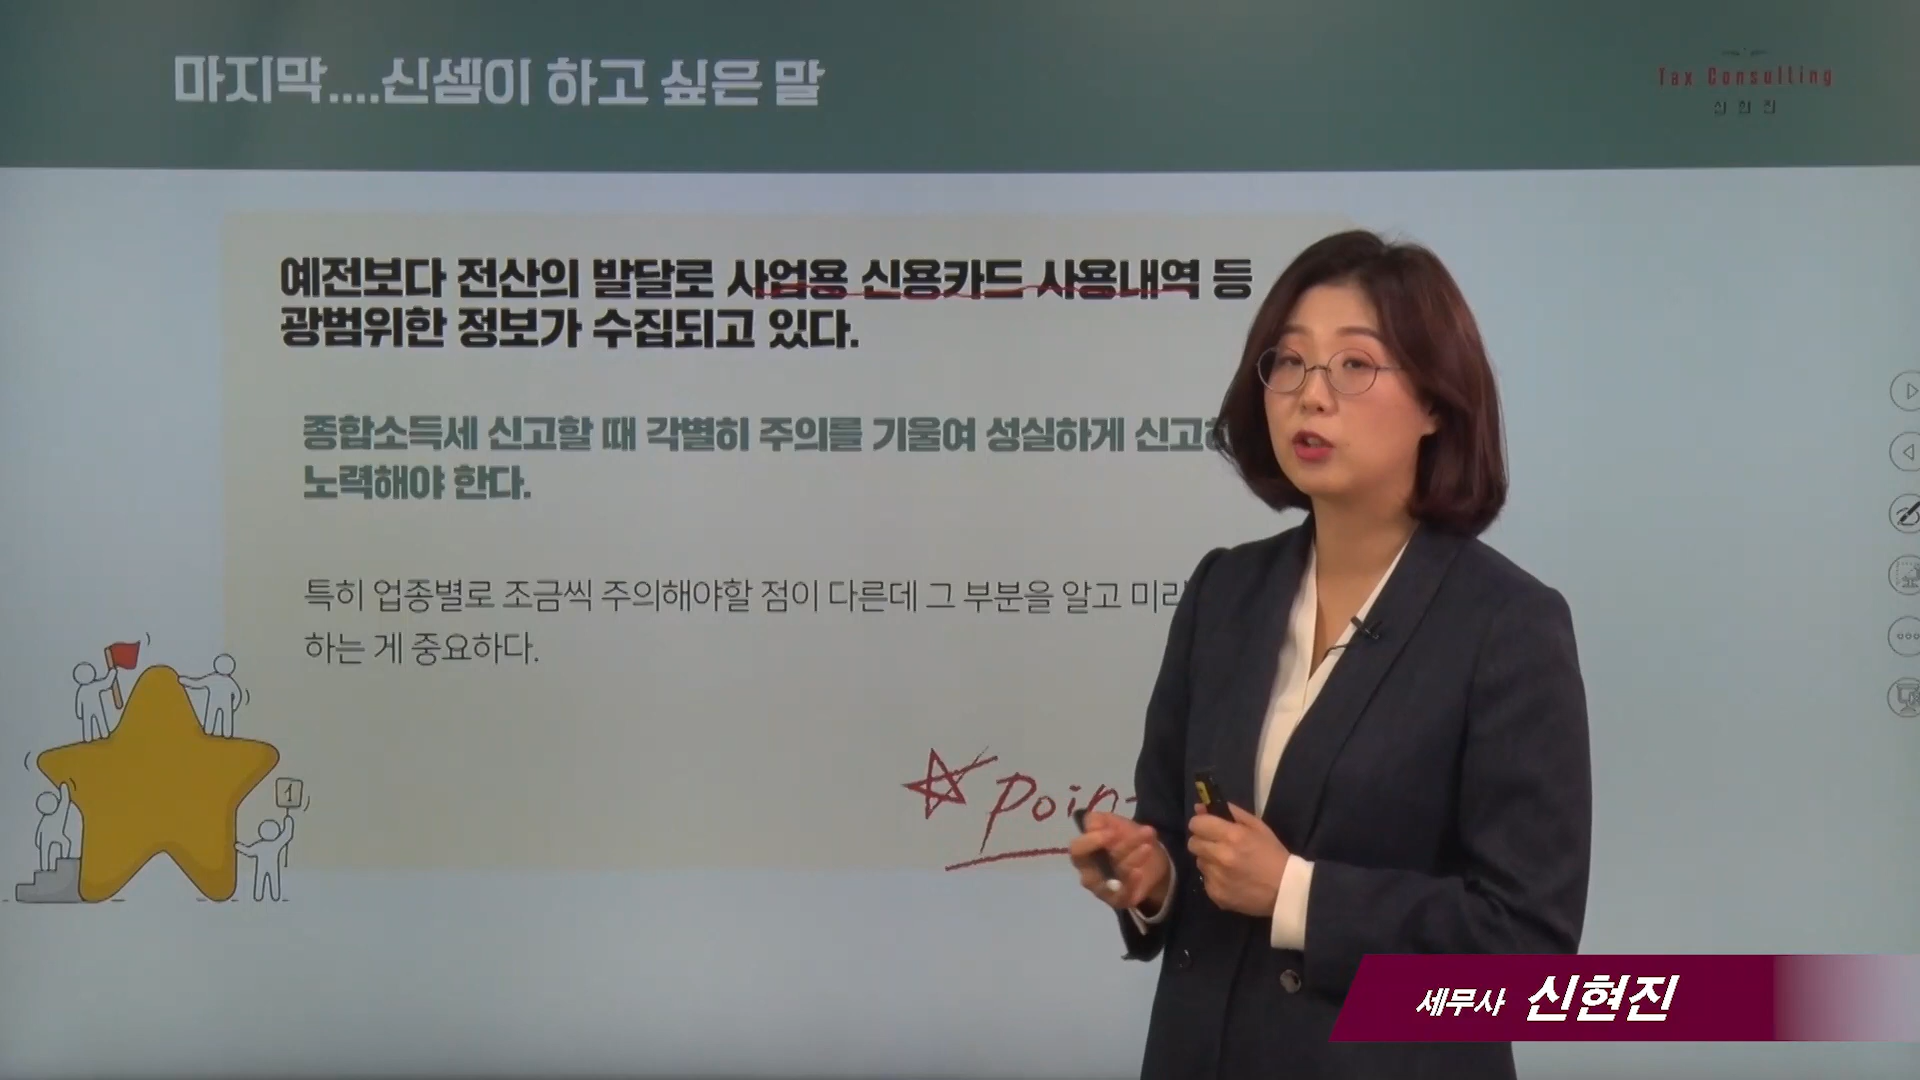 마지막....신셈이 하고 싶은 말
Tax Consulting
신현진
예전보다 전산의 발달로 사업용 신용카드 사용내역 등
광범위한 정보가 수집되고 있다.
종합소득세 신고할 때 각별히 주의를 기울여 성실하게
노력해야 한다.
특히 업종별로 조금씩 주의해야할 점이 다른데 그 부분을 알고 미리
하는 게 중요하다.
1
세무사 신현진